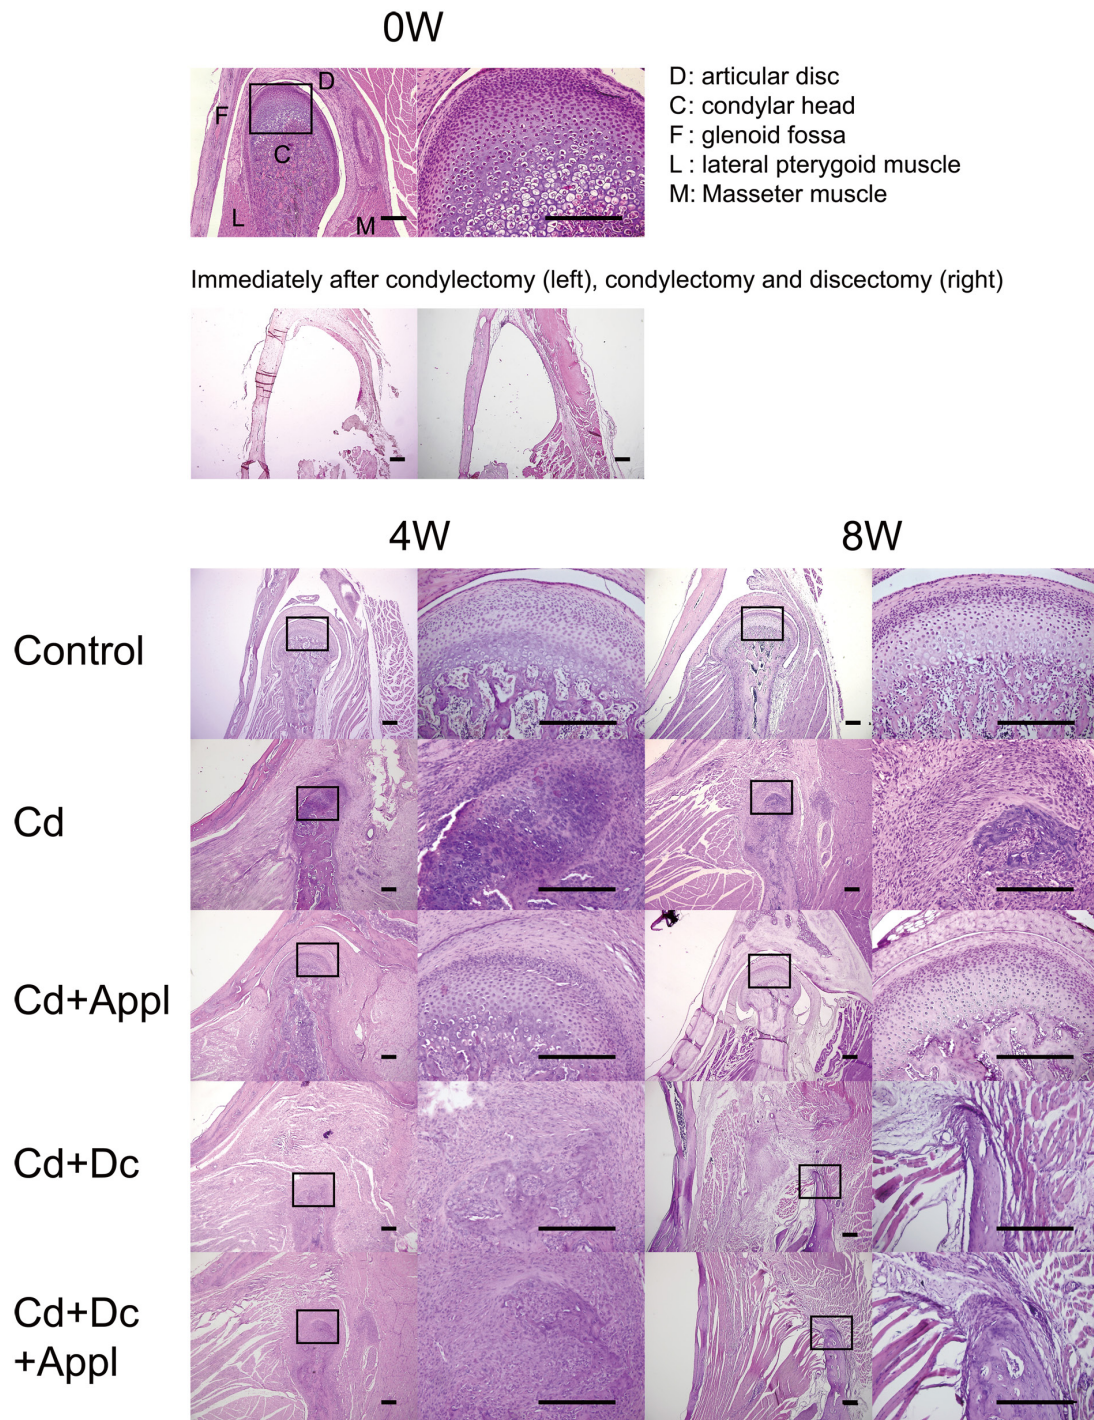 0W
D: articular disc
C: condylar head
F: glenoid fossa
L: lateral pterygoid muscle
M: Masseter muscle
D
F
C
L
M
Immediately after condylectomy (left), condylectomy and discectomy (right)
4W
8W
Control
Cd
Cd+Appl
Cd+Dc
Cd+Dc
+Appl